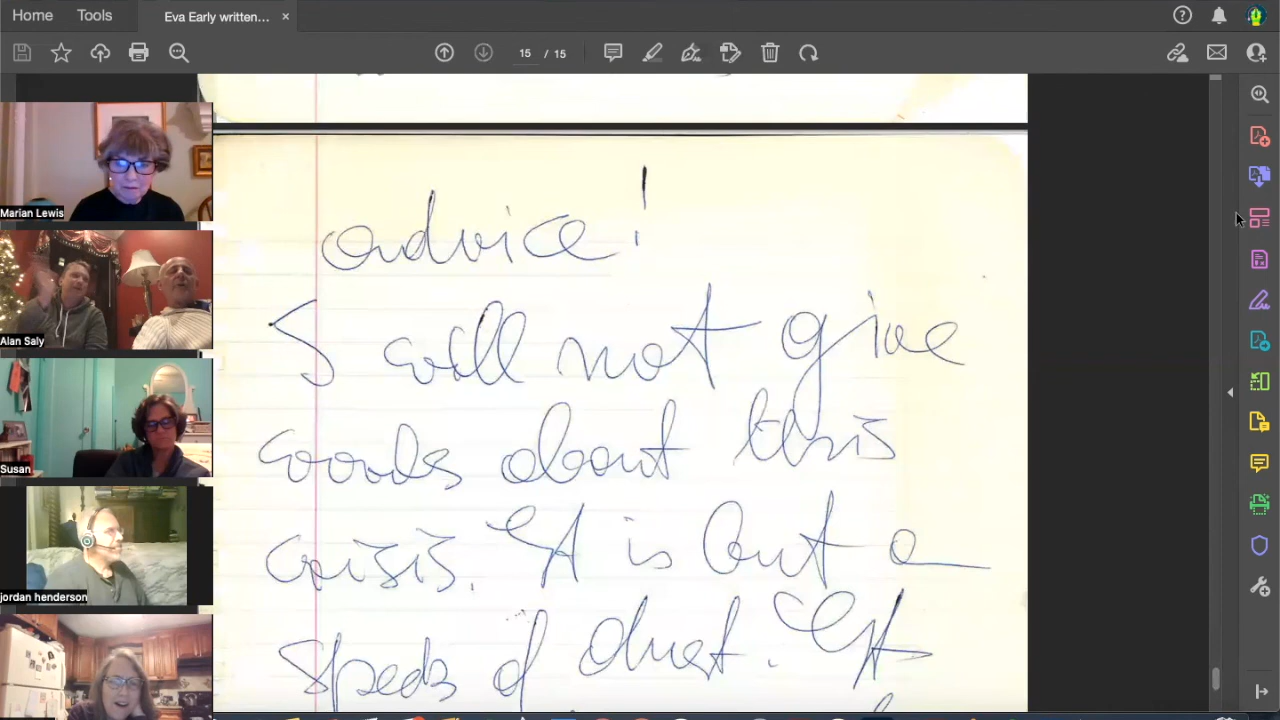 Home
Tools
Eva Early written...
×
15 / 15
Marian Lewis
Alan Saly
Susan
jordan henderson
advice!
I will not give
words about this
crisis. It is but a
speck of dust. It